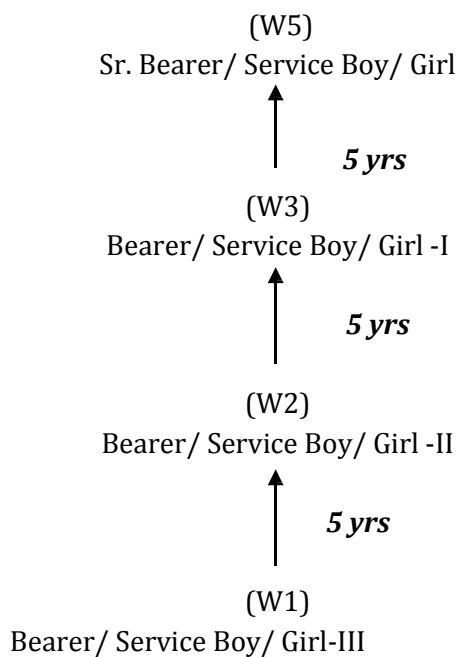 (W5)
Sr. Bearer/ Service Boy/ Girl
5 yrs
(W3)
Bearer/ Service Boy/ Girl -I
5 yrs
(W2)
Bearer/ Service Boy/ Girl -II
5 yrs
(W1)
Bearer/ Service Boy/ Girl-III